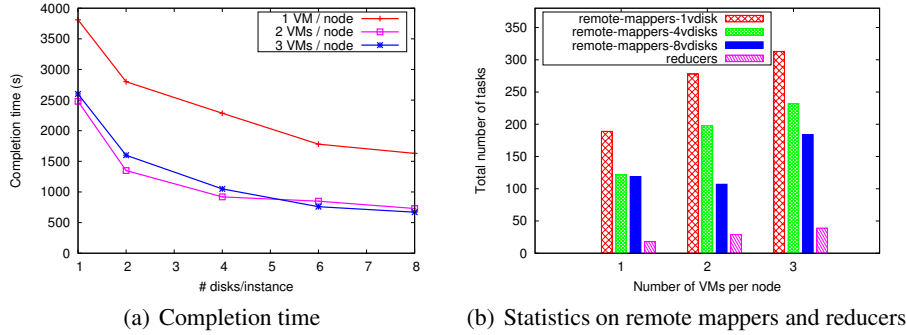 4000
3500
3000
2500
2000
1500
1000
500
0
1
2
3
4
5
6
7
8
Completion time (s)
# disks/instance
1 VM / node
2 VMs / node
3 VMs / node
(a) Completion time
350
300
250
200
150
100
50
0
1
2
3
Total number of tasks
Number of VMs per node
remote-mappers-1vdisk
remote-mappers-4vdisks
remote-mappers-8vdisks
reducers
(b) Statistics on remote mappers and reducers